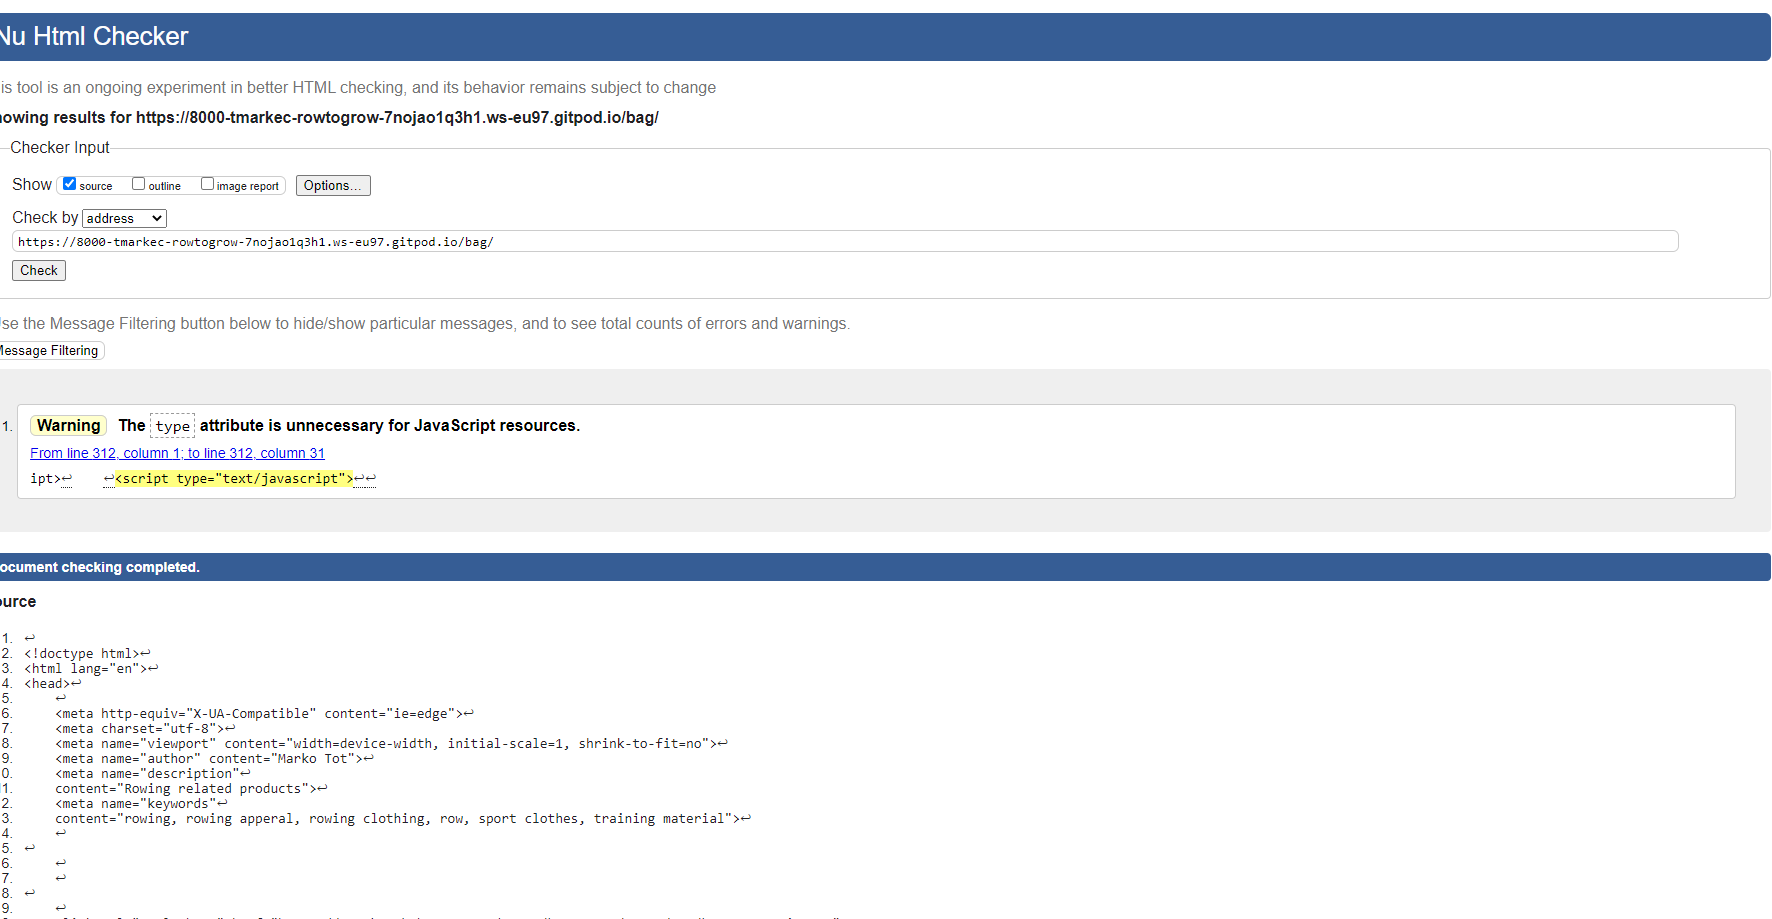 Nu Html Checker
is tool is an ongoing experiment in better HTML checking, and its behavior remains subject to change
owing results for https://8000-tmarkec-rowtogrow-7nojao1q3h1.ws-eu97.gitpod.io/bag/
Checker Input
Show source outline image report Options...
Check by address
https://8000-tmarkec-rowtogrow-7nojao1q3h1.ws-eu97.gitpod.io/bag/
Check
se the Message Filtering button below to hide/show particular messages, and to see total counts of errors and warnings.
Message Filtering
1. Warning The type attribute is unnecessary for JavaScript resources.
From line 312, column 1; to line 312, column 31
ipt>↩ ↩<script type="text/javascript">↩↩
ocument checking completed.
ource
1. ↩
2. <!doctype html>↩
3. <html lang="en">↩
4. <head>↩
5. ↩
6. <meta http-equiv="X-UA-Compatible" content="ie=edge">↩
7. <meta charset="utf-8">↩
8. <meta name="viewport" content="width=device-width, initial-scale=1, shrink-to-fit=no">↩
9. <meta name="author" content="Marko Tot">↩
0. <meta name="description"↩
1. content="Rowing related products">↩
2. <meta name="keywords"↩
3. content="rowing, rowing apperal, rowing clothing, row, sport clothes, training material">↩
4. ↩
5. ↩
6. ↩
7. ↩
8. ↩
9. ↩